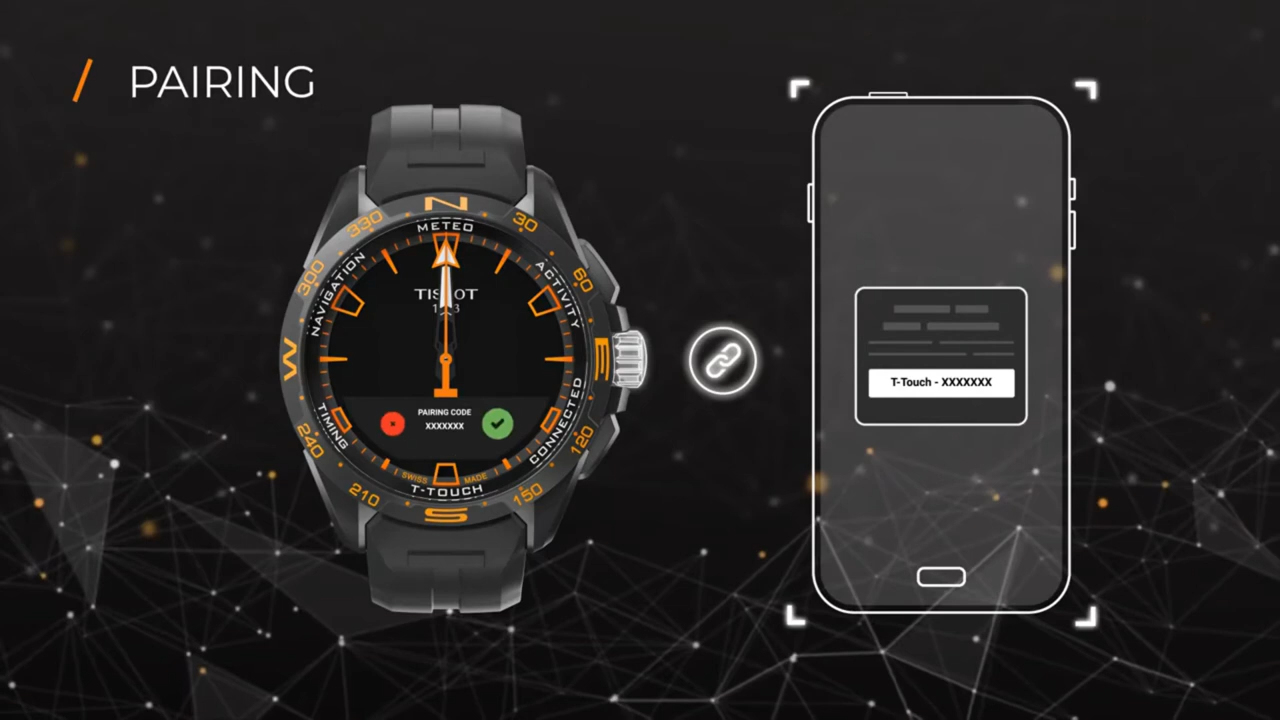 PAIRING
N
30
60
E
120
150
S
210
240
W
300
330
METEO
ACTIVITY
CONNECTED
T-TOUCH
TIMING
NAVIGATION
PAIRING CODE
XXXXXXX
SWISS MADE
T-Touch - XXXXXXX